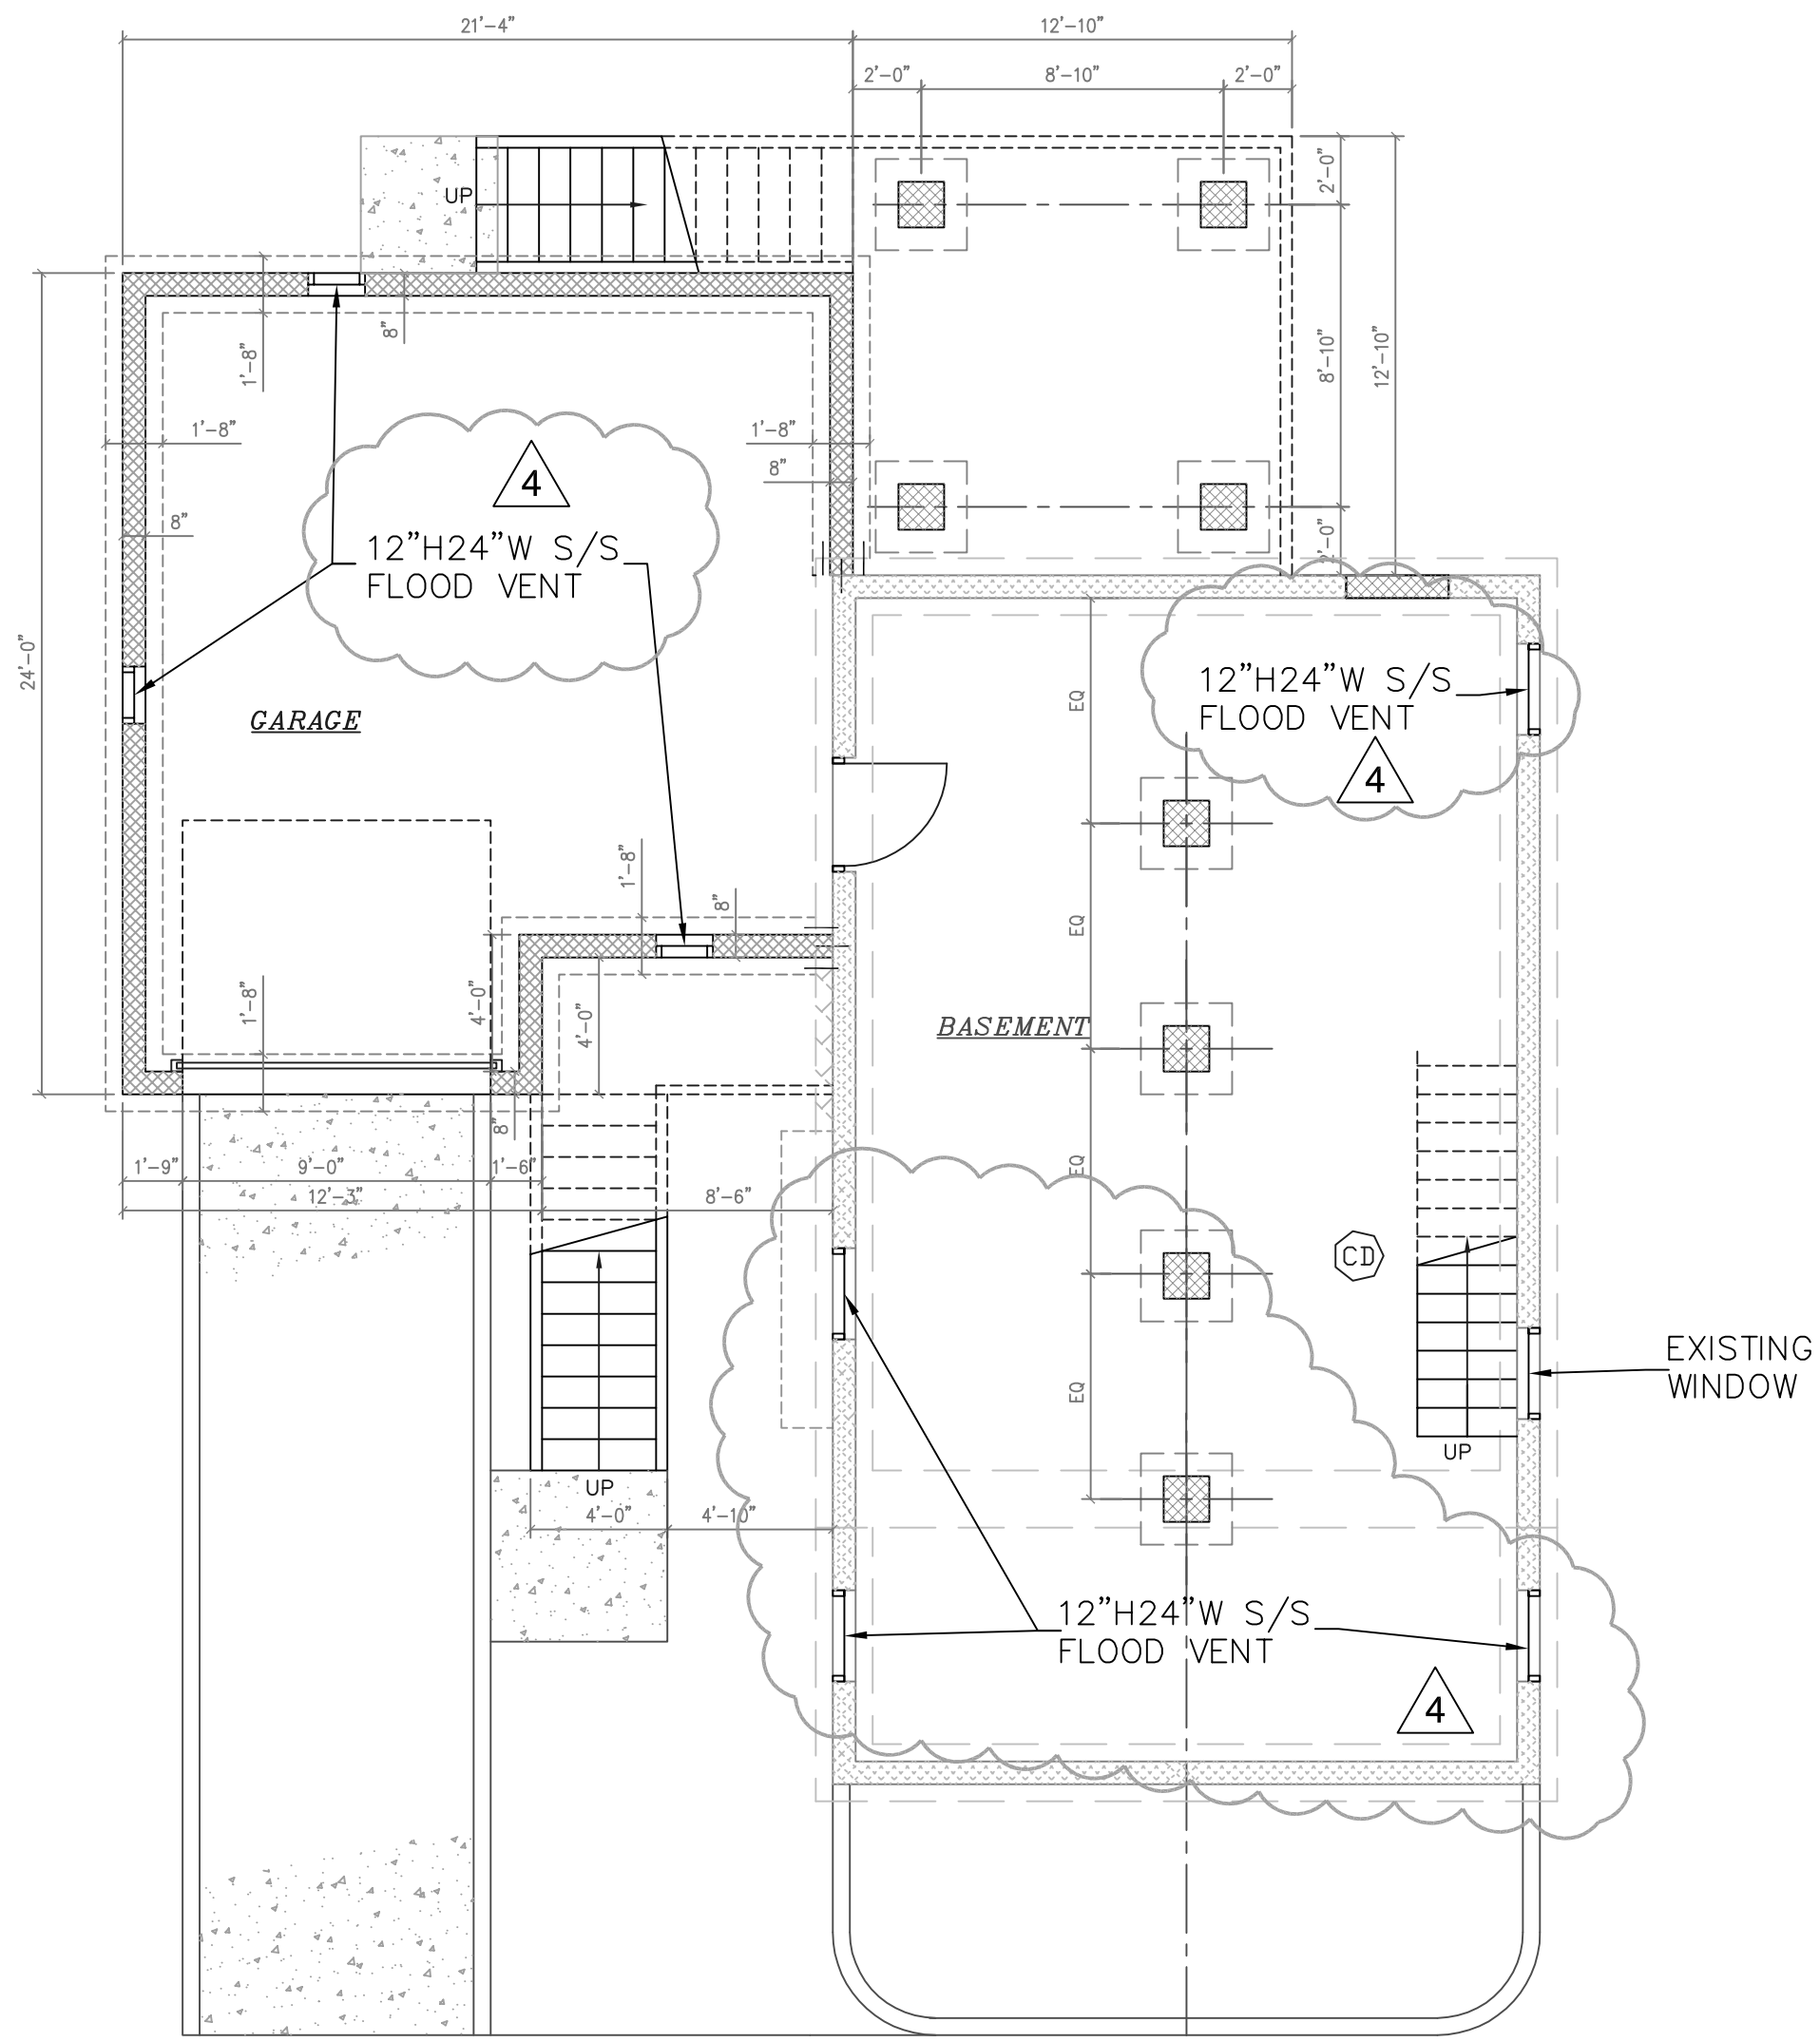 21'-4"
12'-10"
2'-0"
8'-10"
2'-0"
UP
2'-0"
8'-10"
12'-10"
2'-0"
8"
1'-8"
1'-8"
1'-8"
8"
8"
4
12"H24"W S/S
FLOOD VENT
24'-0"
GARAGE
12"H24"W S/S
FLOOD VENT
4
EQ
EQ
EQ
EQ
1'-8"
8"
4'-0"
4'-0"
1'-8"
8"
BASEMENT
1'-9"
9'-0"
1'-6"
12'-3"
8'-6"
CD
EXISTING
WINDOW
UP
UP
4'-0"
4'-10"
12"H24"W S/S
FLOOD VENT
4